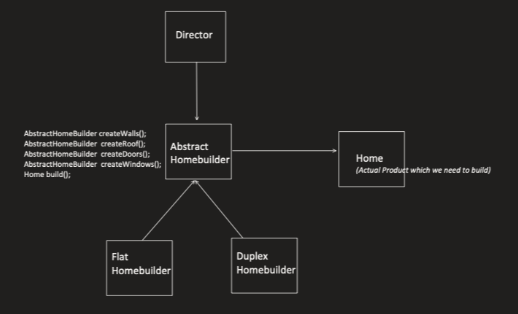 Director
AbstractHomeBuilder createWalls();
AbstractHomeBuilder createRoof();
AbstractHomeBuilder createDoors();
AbstractHomeBuilder createWindows();
Home build();
Abstract
Homebuilder
Home
(Actual Product which we need to build)
Flat
Homebuilder
Duplex
Homebuilder